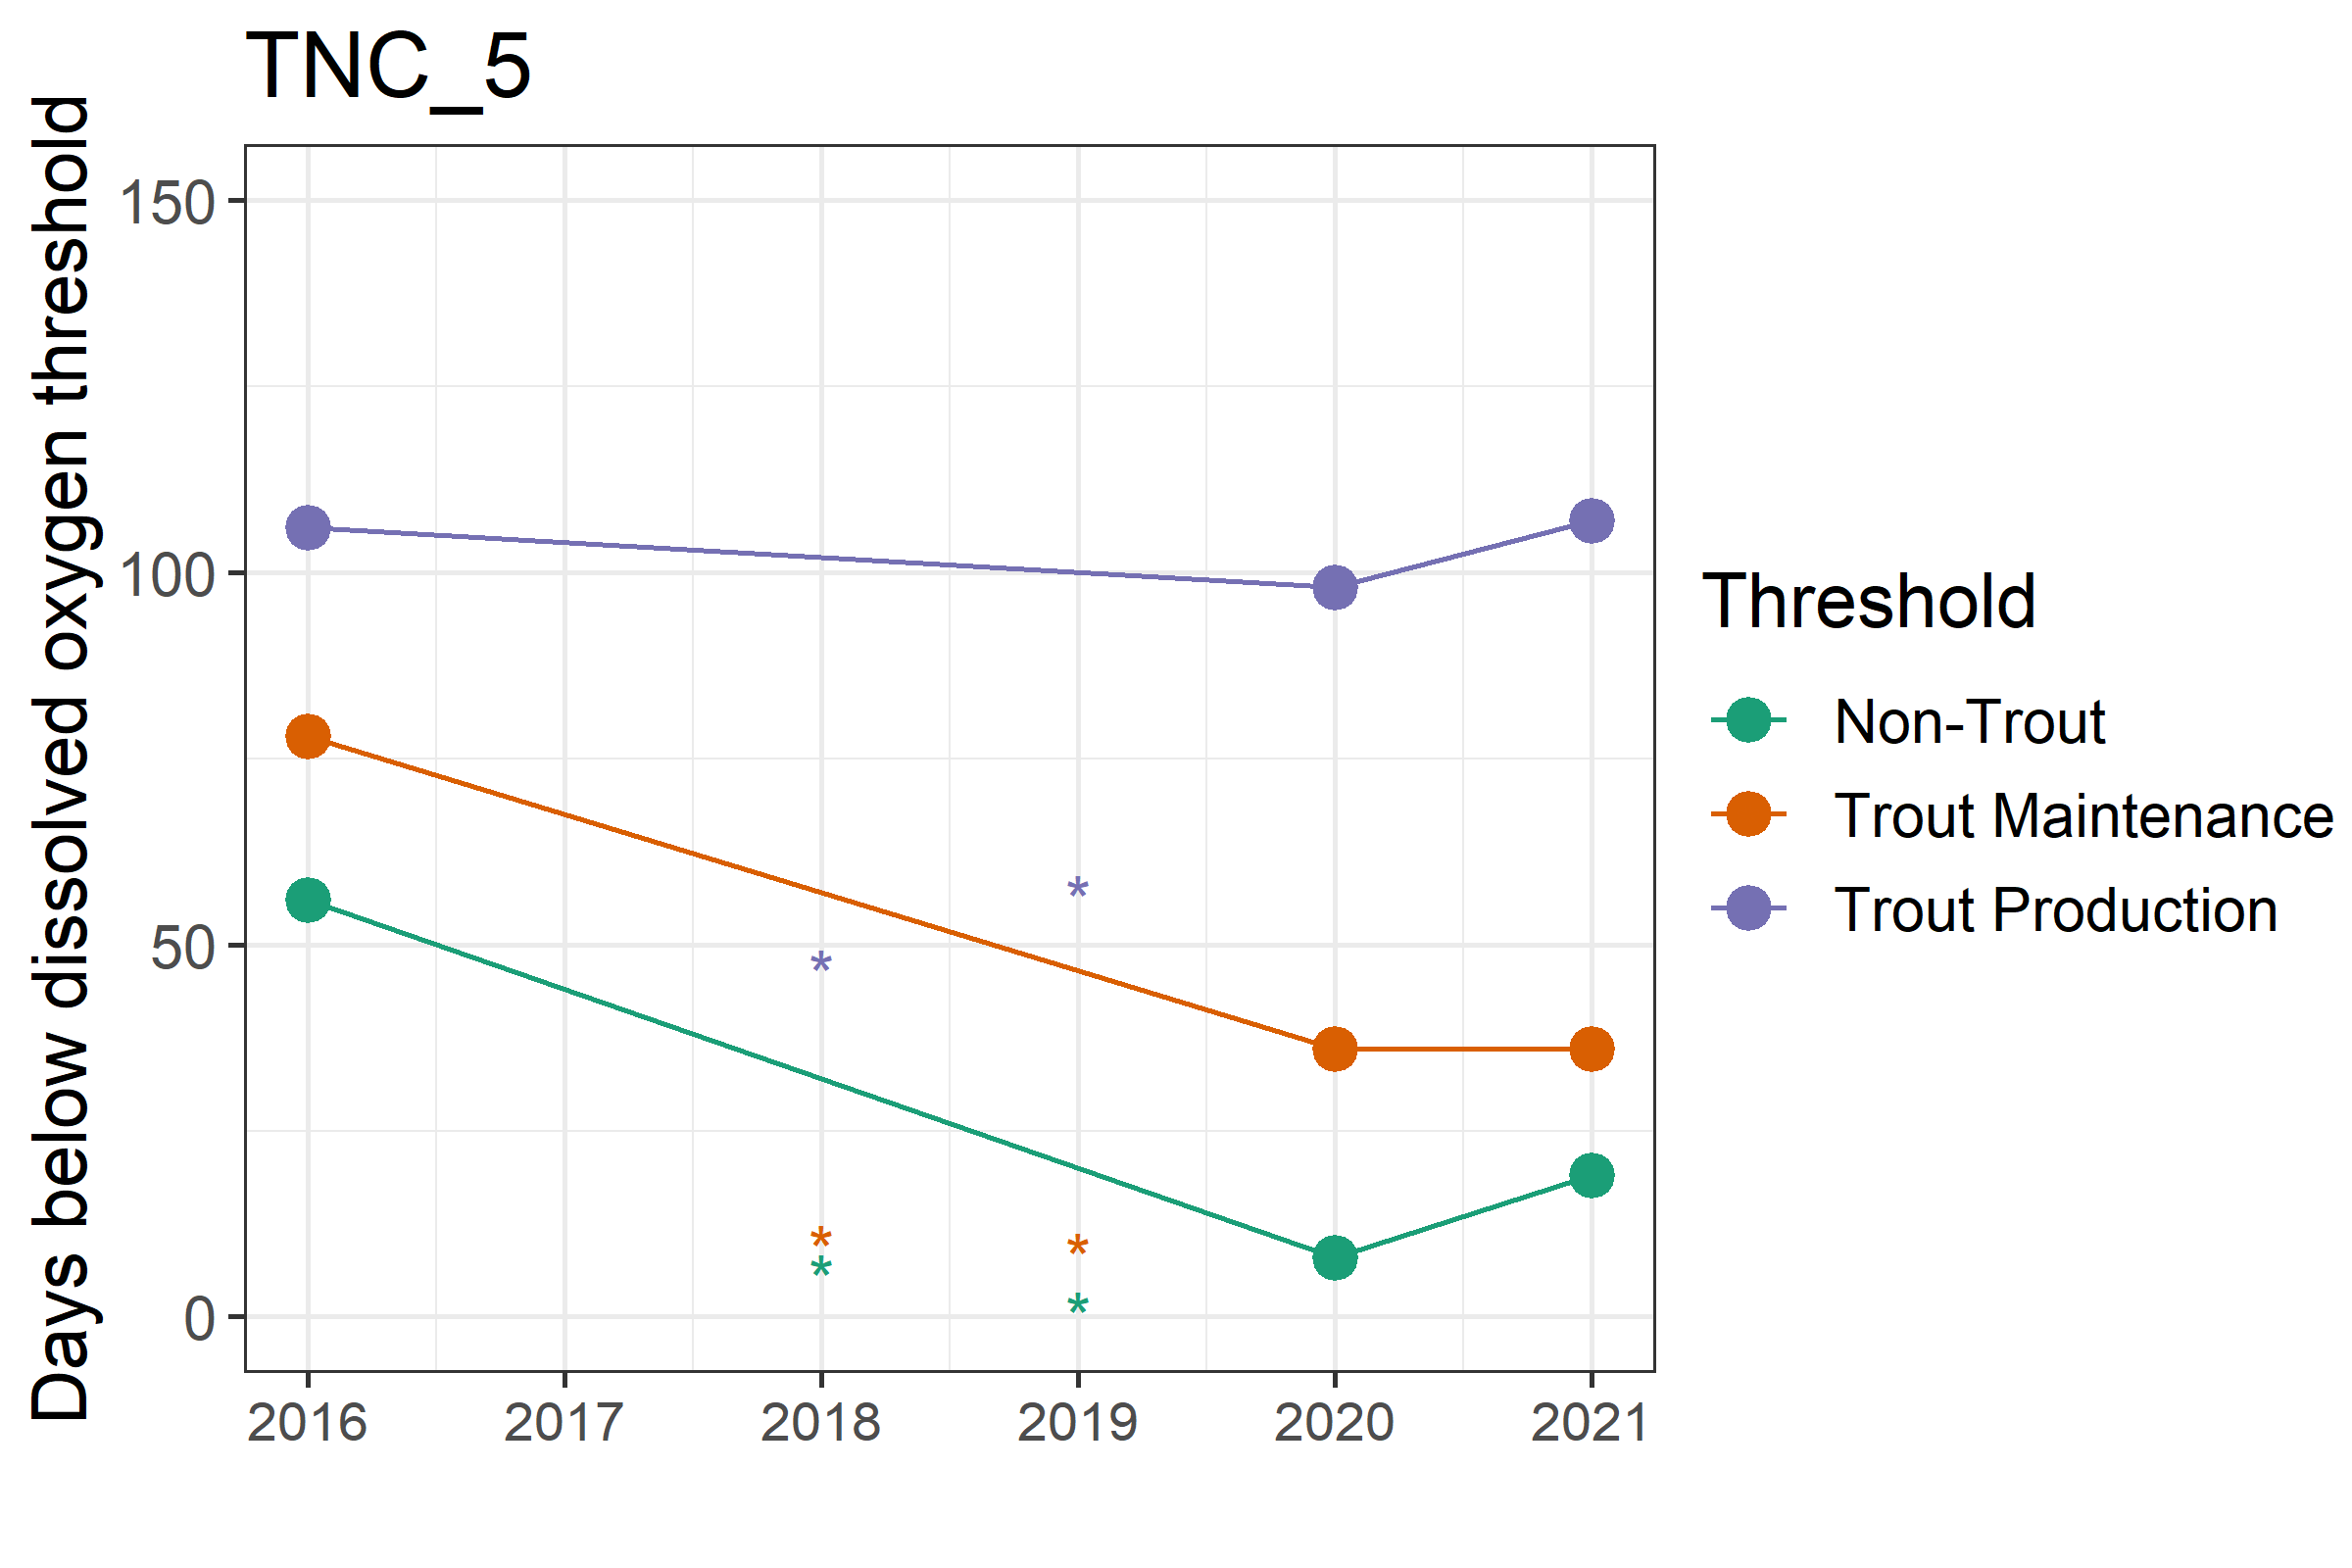 TNC_5
Days below dissolved oxygen threshold
150
100
50
0
*
*
*
*
*
*
2016 2017 2018 2019 2020 2021
Threshold
Non-Trout
Trout Maintenance
Trout Production